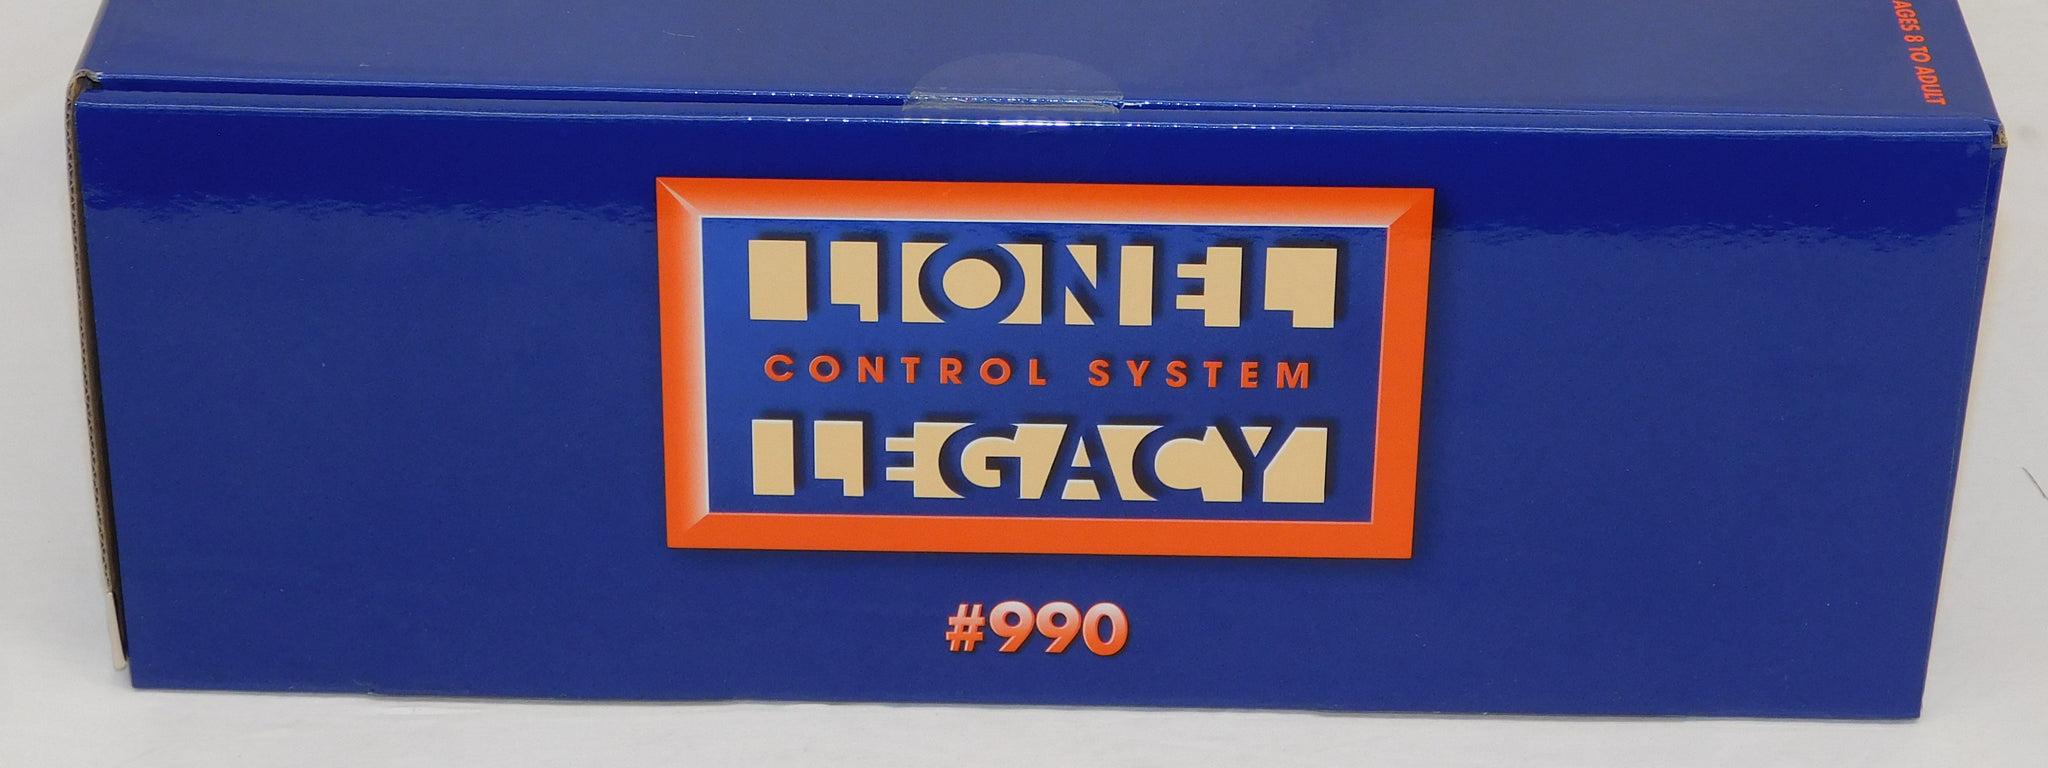 AGES 8 TO ADULT
LIONEL
CONTROL SYSTEM
LEGACY
#990